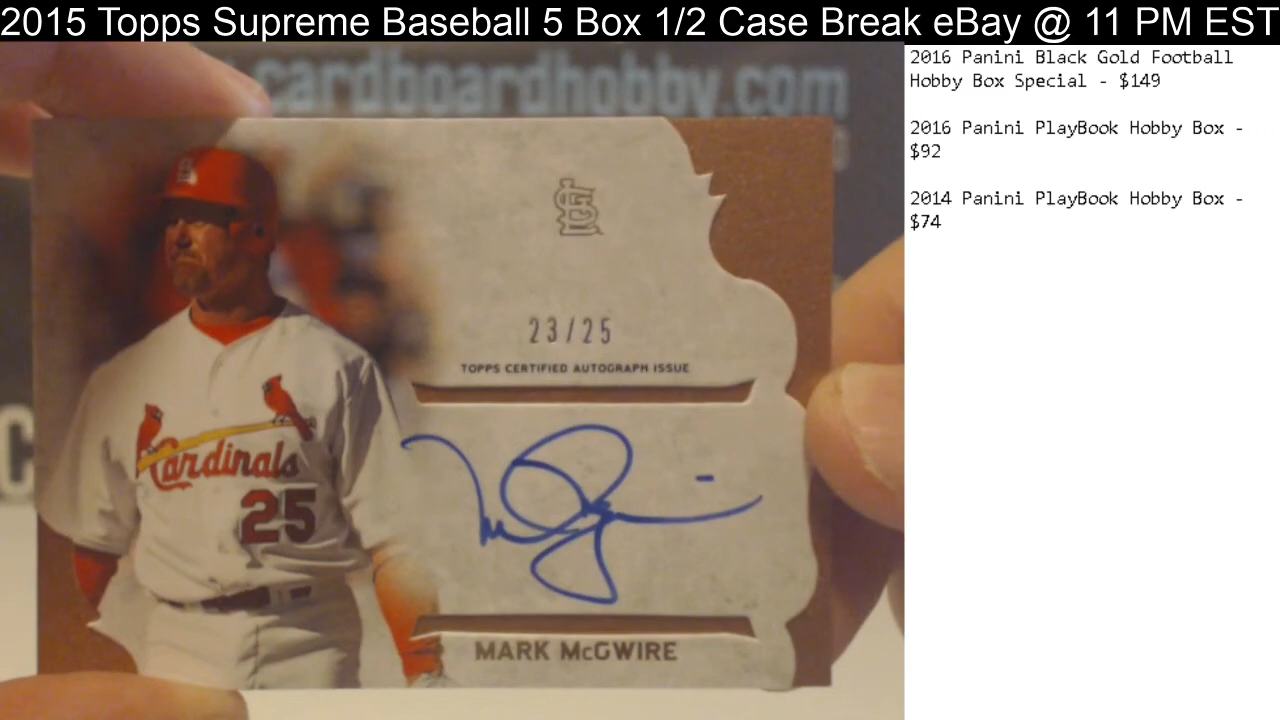 2015 Topps Supreme Baseball 5 Box 1/2 Case Break eBay @ 11 PM EST
cardboardhobby.com
2016 Panini Black Gold Football
Hobby Box Special - $149
2016 Panini PlayBook Hobby Box -
$92
2014 Panini PlayBook Hobby Box -
$74
StL
23/25
TOPPS CERTIFIED AUTOGRAPH ISSUE
Cardinals
25
MARK McGWIRE